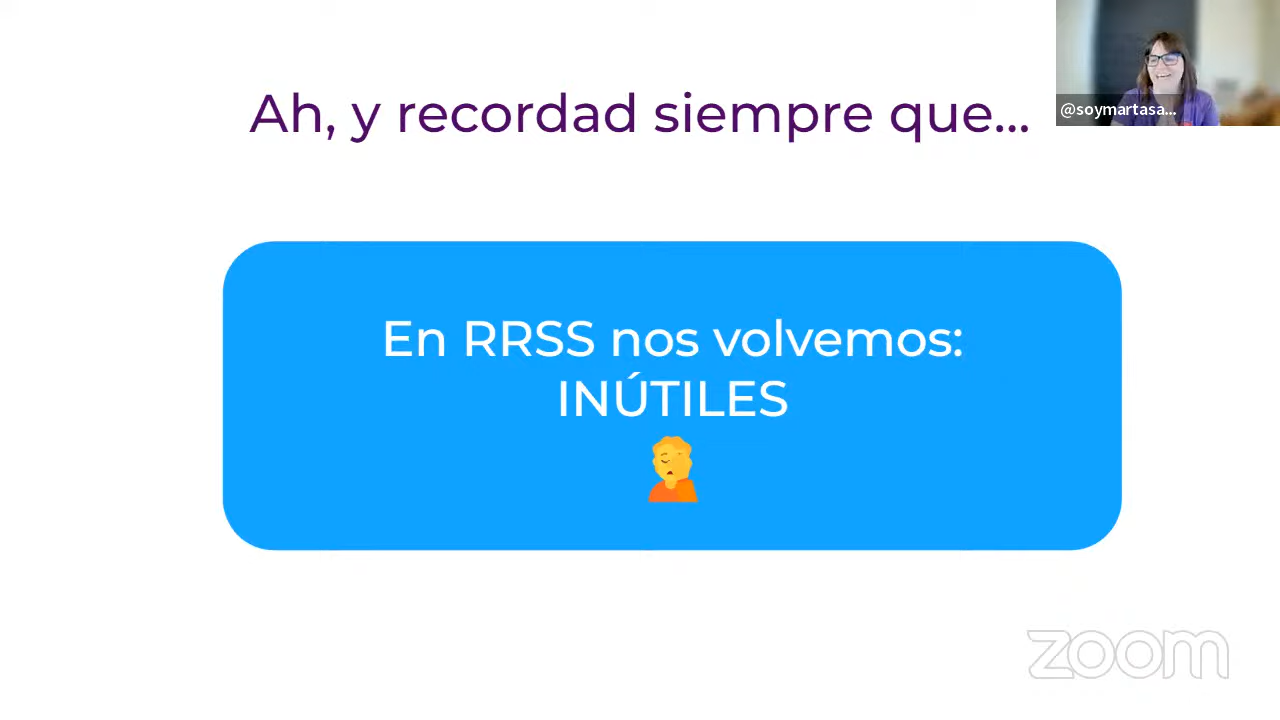 @soymartasa...
Ah, y recordad siempre que...
En RRSS nos volvemos:
INÚTILES
zoom